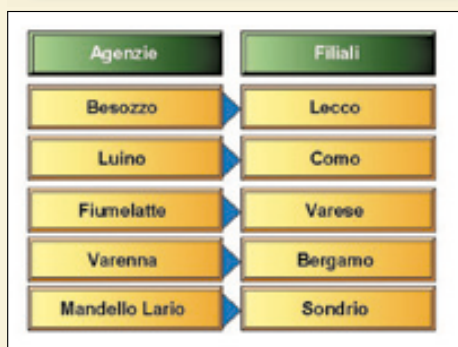 Agenzie Filiali
Besozzo Lecco
Luino Como
Fiumelatte Varese
Varenna Bergamo
Mandello Lario Sondrio